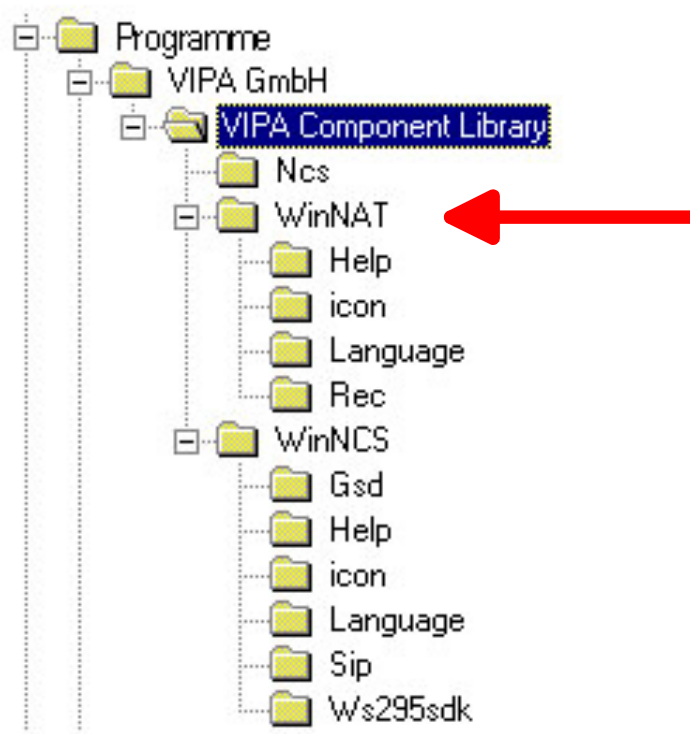 Programme
VIPA GmbH
VIPA Component Library
Ncs
WinNAT
Help
icon
Language
Rec
WinNCS
Gsd
Help
icon
Language
Sip
Ws295sdk